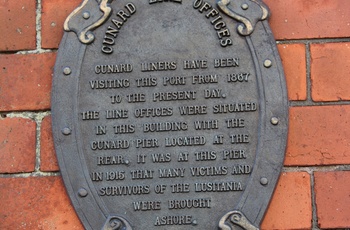 CUNARD LINE OFFICES
CUNARD LINERS HAVE BEEN
VISITING THIS PORT FROM 1867
TO THE PRESENT DAY.
THE LINE OFFICES WERE SITUATED
IN THIS BUILDING WITH THE
CUNARD PIER LOCATED AT THE
REAR. IT WAS AT THIS PIER
IN 1915 THAT MANY VICTIMS AND
SURVIVORS OF THE LUSITANIA
WERE BROUGHT
ASHORE.